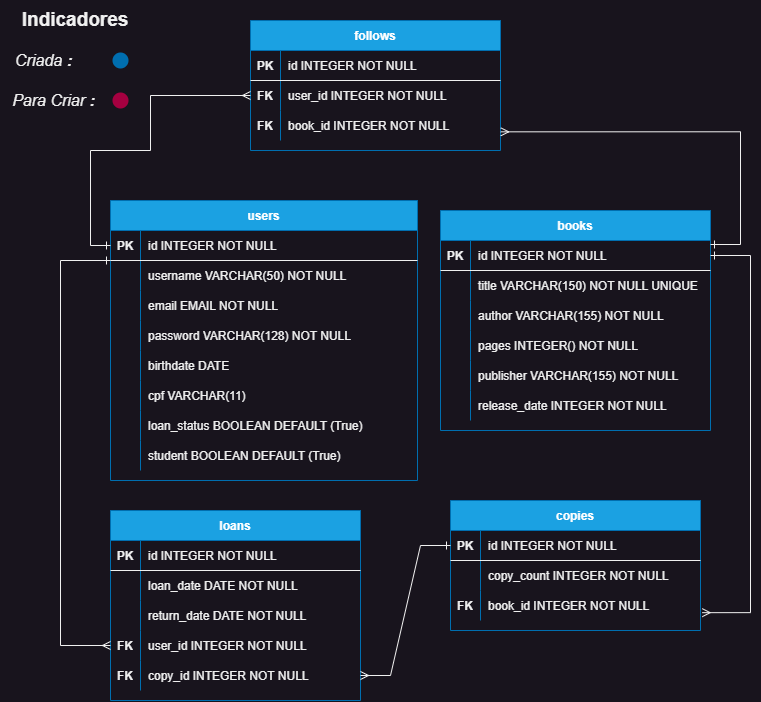 Indicadores
Criada :
Para Criar :
follows
PK id INTEGER NOT NULL
FK user_id INTEGER NOT NULL
FK book_id INTEGER NOT NULL
users
PK id INTEGER NOT NULL
username VARCHAR(50) NOT NULL
email EMAIL NOT NULL
password VARCHAR(128) NOT NULL
birthdate DATE
cpf VARCHAR(11)
loan_status BOOLEAN DEFAULT (True)
student BOOLEAN DEFAULT (True)
books
PK id INTEGER NOT NULL
title VARCHAR(150) NOT NULL UNIQUE
author VARCHAR(155) NOT NULL
pages INTEGER() NOT NULL
publisher VARCHAR(155) NOT NULL
release_date INTEGER NOT NULL
loans
PK id INTEGER NOT NULL
loan_date DATE NOT NULL
return_date DATE NOT NULL
FK user_id INTEGER NOT NULL
FK copy_id INTEGER NOT NULL
copies
PK id INTEGER NOT NULL
copy_count INTEGER NOT NULL
FK book_id INTEGER NOT NULL